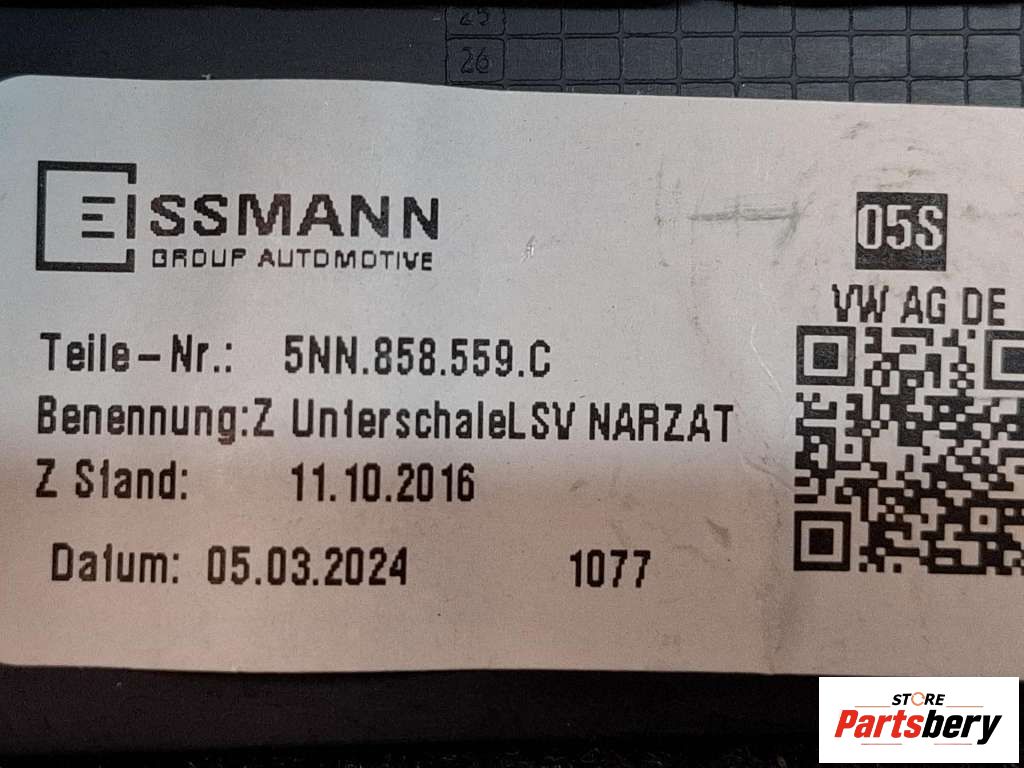 25
26
EISSMANN
GROUP AUTOMOTIVE
05S
VW AG DE
Teile-Nr.: 5NN.858.559.C
Benennung:Z UnterschaleLSV NARZAT
Z Stand: 11.10.2016
Datum: 05.03.2024 1077
STORE
Partsbery